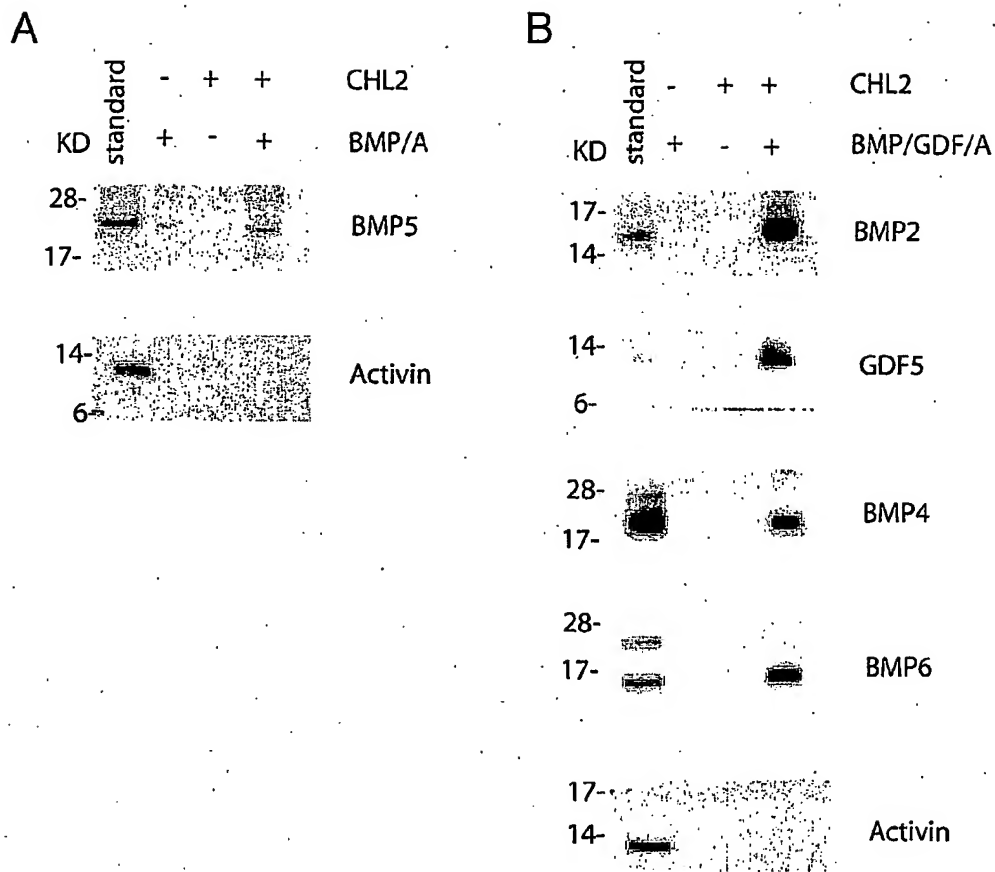 A
standard - + + CHL2
KD + - + BMP/A
28-
BMP5
17-
14-
Activin
6-
B
standard - + + CHL2
KD + - + BMP/GDF/A
17-
BMP2
14-
14-
GDF5
6-
28-
BMP4
17-
28-
17-
BMP6
17-
14-
Activin